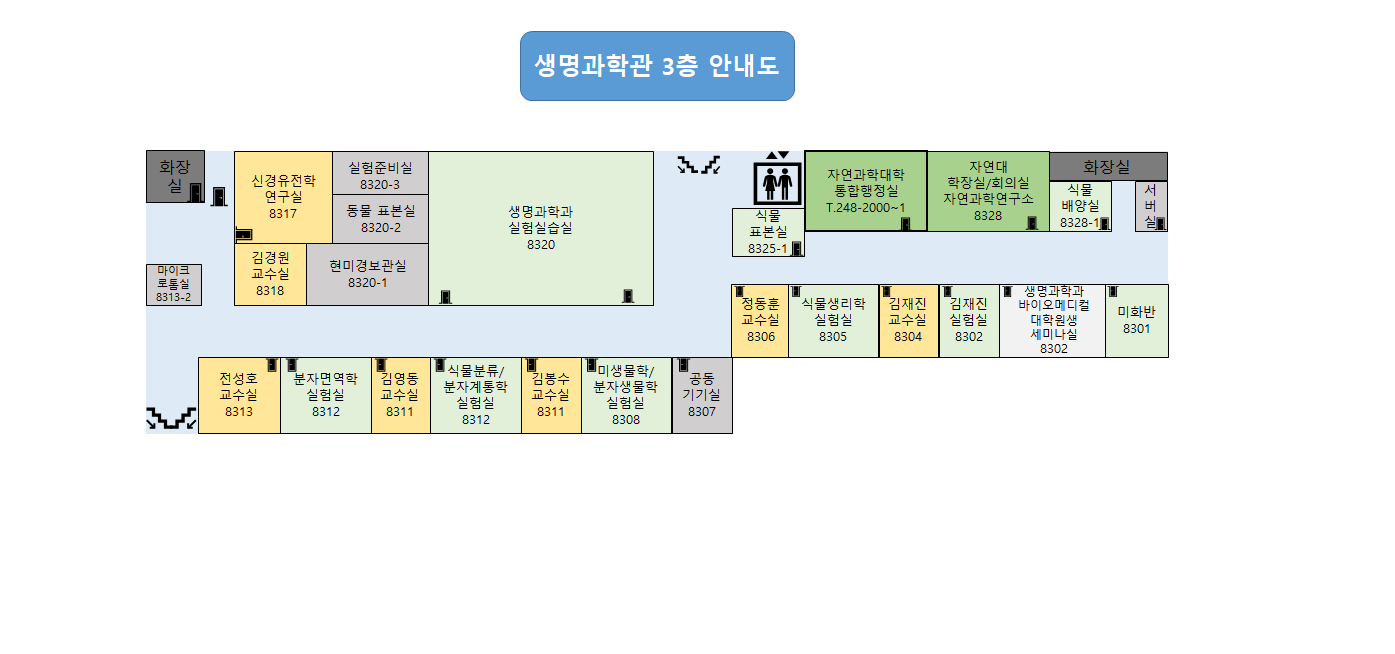 생명과학관 3층 안내도
화장
실
신경유전학
연구실
8317
실험준비실
8320-3
동물 표본실
8320-2
김경원
교수실
8318
현미경보관실
8320-1
생명과학과
실험실습실
8320
마이크
로톰실
8313-2
식물
표본실
8325-1
자연과학대학
통합행정실
T.248-2000~1
자연대
학장실/회의실
자연과학연구소
8328
화장실
식물
배양실
8328-1
서
버
실
정동훈
교수실
8306
식물생리학
실험실
8305
김재진
교수실
8304
김재진
실험실
8302
생명과학과
바이오메디컬
대학원생
세미나실
8302
미화반
8301
전성호
교수실
8313
분자면역학
실험실
8312
김영동
교수실
8311
식물분류/
분자계통학
실험실
8312
김봉수
교수실
8311
미생물학/
분자생물학
실험실
8308
공동
기기실
8307